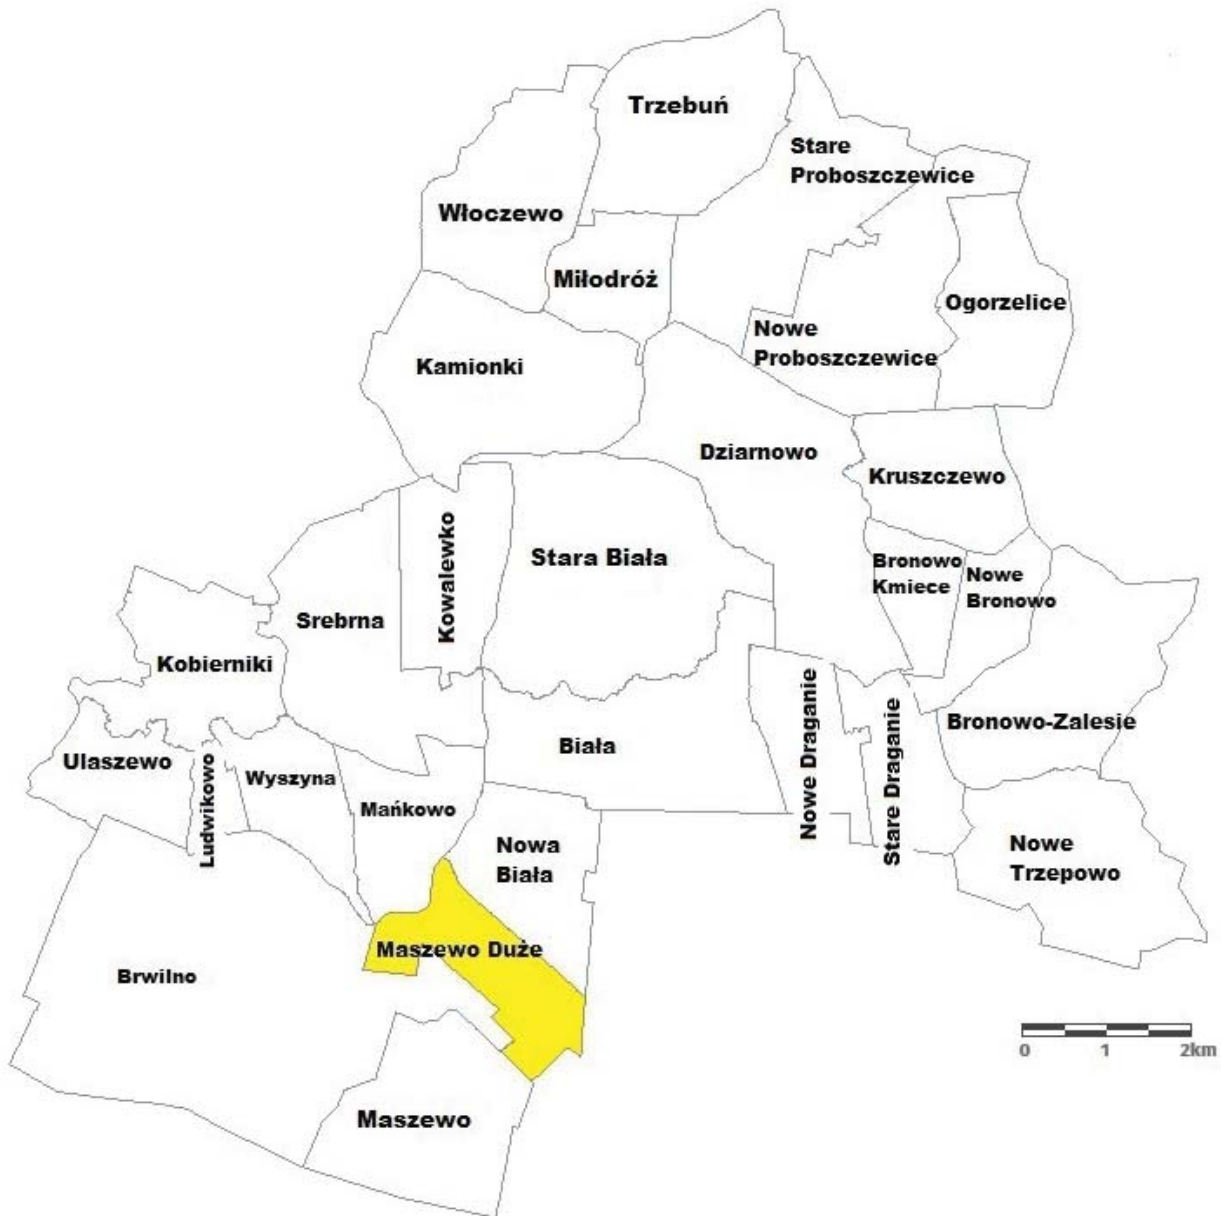 Trzebuń
Stare
Proboszczewice
Włoczewo
Miłodróż
Ogorzelice
Nowe
Proboszczewice
Kamionki
Dziarnowo
Kruszczewo
Kowalewko
Stara Biała
Bronowo
Kmiece
Nowe
Bronowo
Srebrna
Kobierniki
Nowe Draganie
Stare Draganie
Bronowo-Zalesie
Ulaszewo
Ludwikowo
Wyszyna
Biała
Mańkowo
Nowa
Biała
Nowe
Trzepowo
Maszewo Duże
Brwilno
0 1 2km
Maszewo